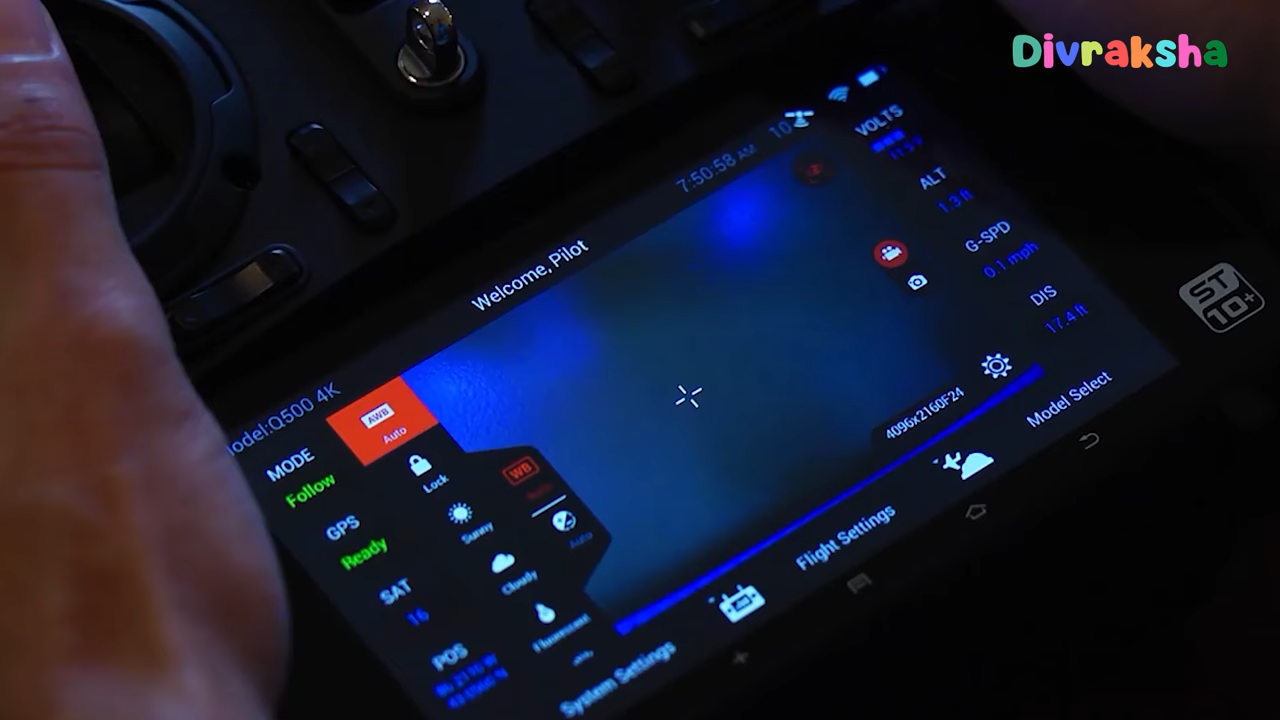 Divraksha
10
7:50:58 AM
Welcome, Pilot
Model:Q500 4K
VOLTS
ALT
1.3 ft
G-SPD
0.1 mph
DIS
17.4 ft
ST
10+
MODE
Follow
GPS
Ready
SAT
16
POS
AWB
Auto
Lock
Sunny
Cloudy
Fluorescent
WB
Auto
Auto
4096x2160F24
Model Select
Flight Settings
System Settings